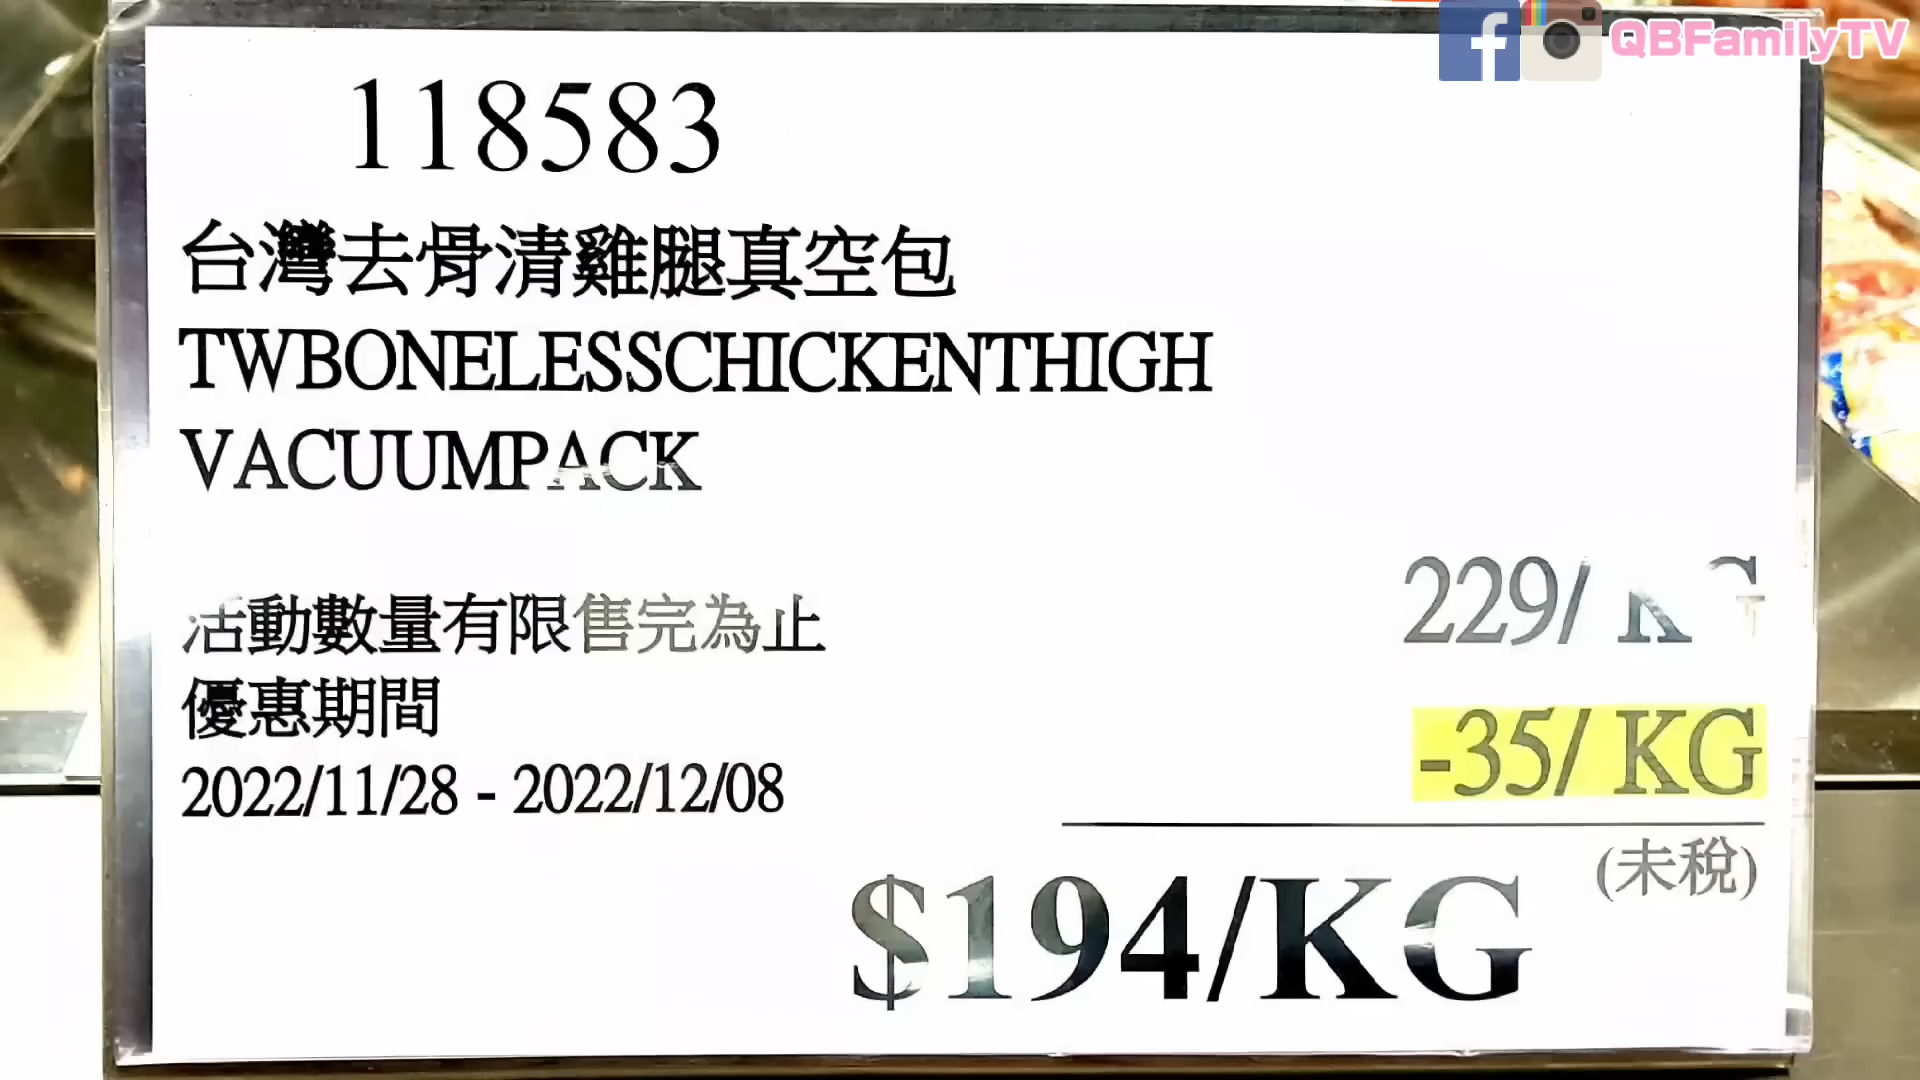 QBFamilyTV
118583
台灣去骨清雞腿真空包
TWBONELESSCHICKENTHIGH
VACUUMPACK
活動數量有限售完為止
優惠期間
2022/11/28 - 2022/12/08
229/ KG
-35/ KG
(未稅)
$194/KG